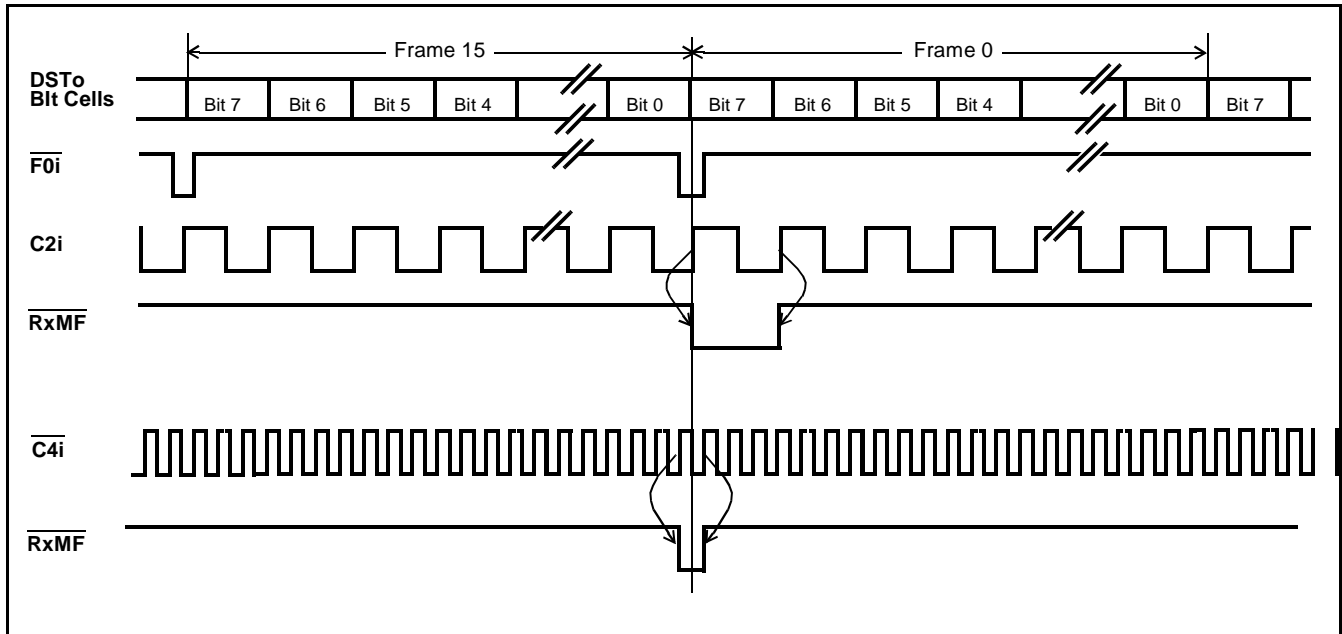 Frame 15 Frame 0
DSTo
BIt Cells
Bit 7 Bit 6 Bit 5 Bit 4 Bit 0 Bit 7 Bit 6 Bit 5 Bit 4 Bit 0 Bit 7
F0i
C2i
RxMF
C4i
RxMF